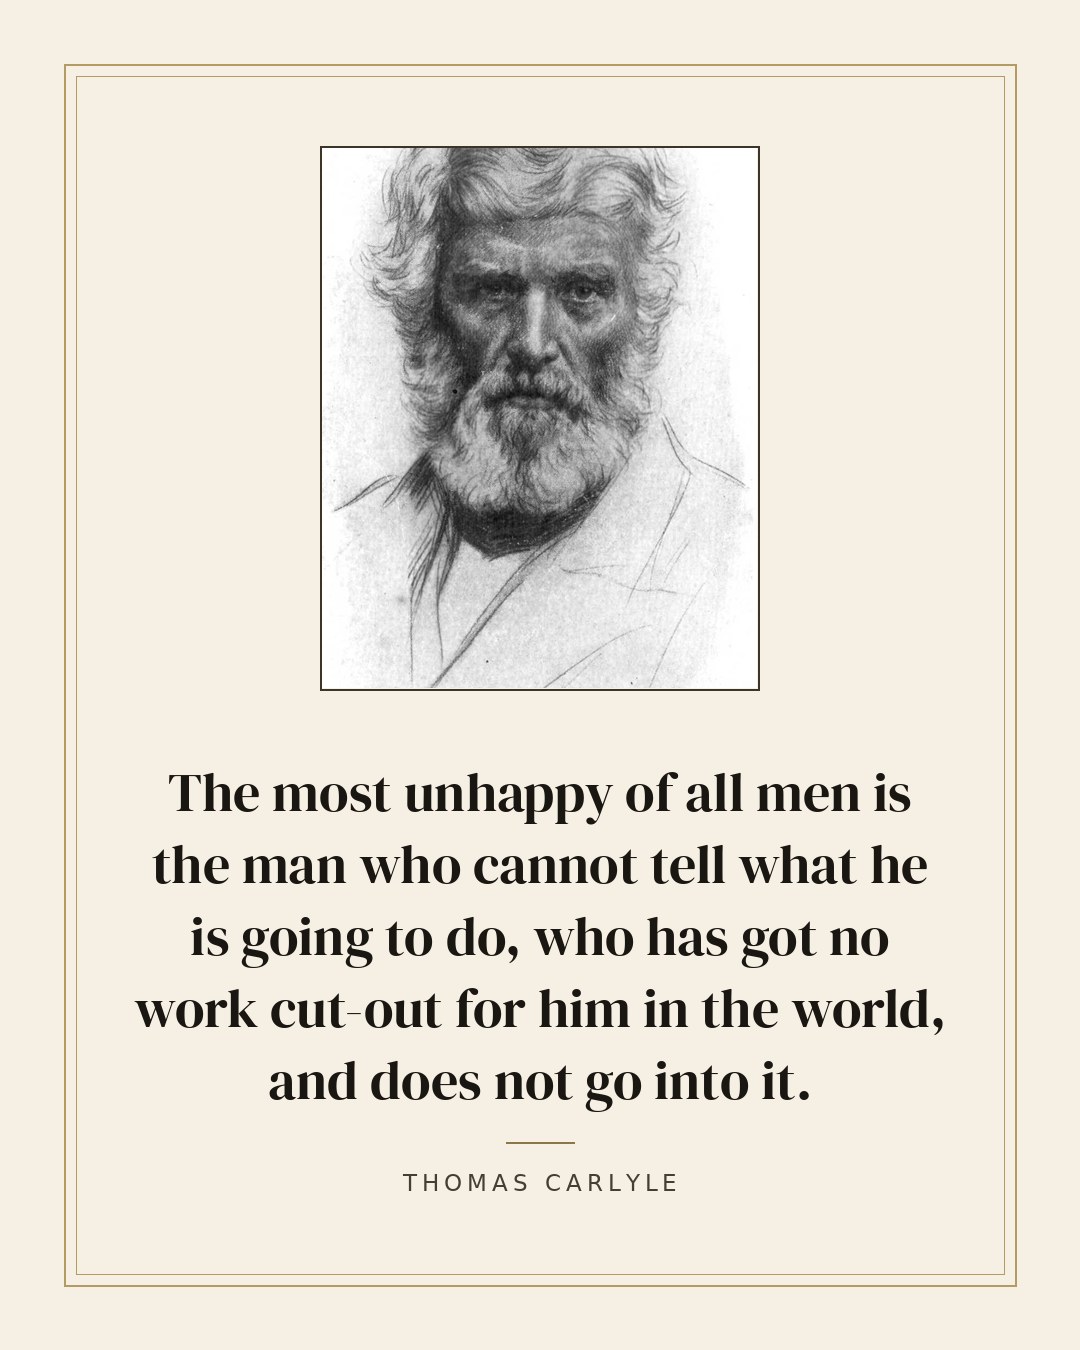 The most unhappy of all men is
the man who cannot tell what he
is going to do, who has got no
work cut-out for him in the world,
and does not go into it.
THOMAS CARLYLE